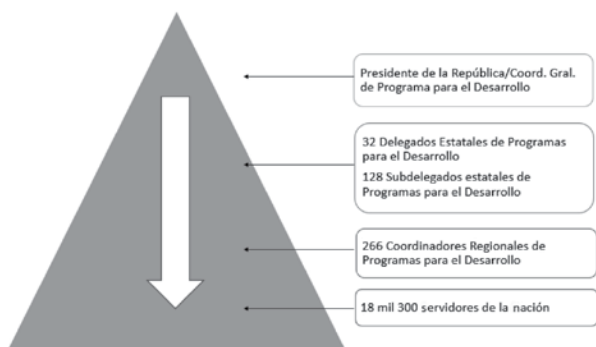 Presidente de la República/Coord. Gral.
de Programa para el Desarrollo
32 Delegados Estatales de Programas
para el Desarrollo
128 Subdelegados estatales de
Programas para el Desarrollo
266 Coordinadores Regionales de
Programas para el Desarrollo
18 mil 300 servidores de la nación